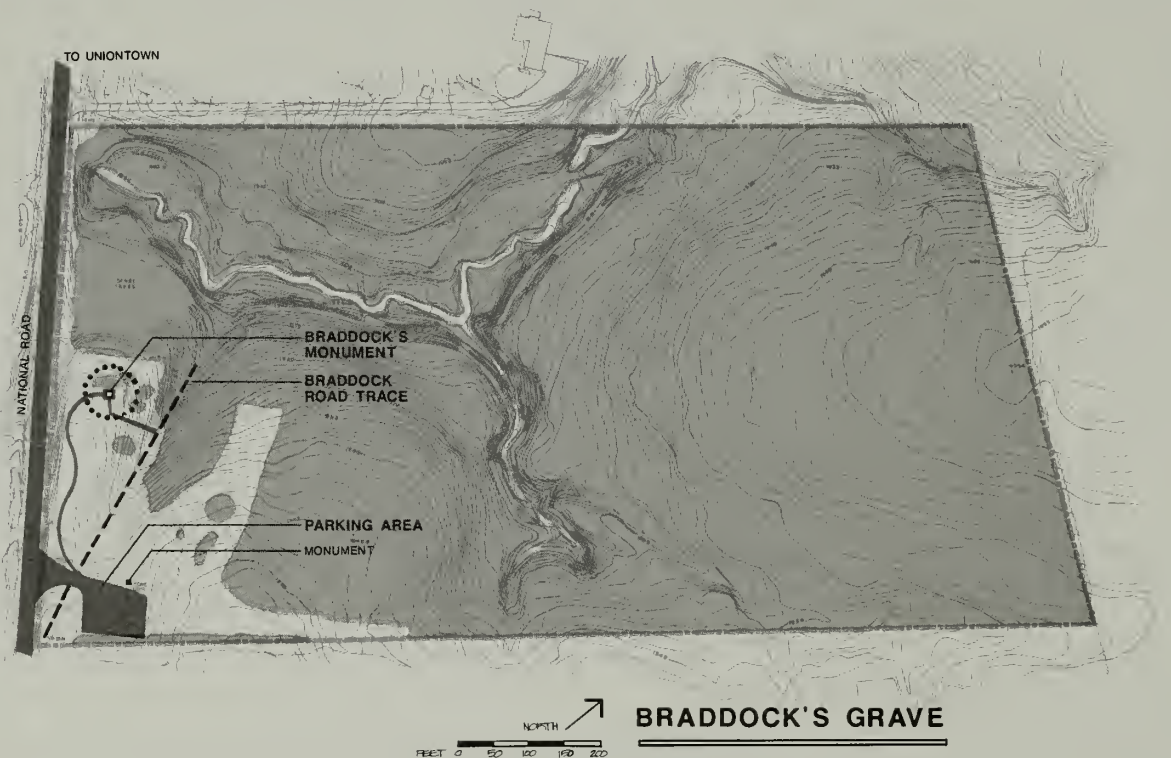 TO UNIONTOWN
NATIONAL ROAD
BRADDOCK'S
MONUMENT
BRADDOCK
ROAD TRACE
PARKING AREA
MONUMENT
NORTH
BRADDOCK'S GRAVE
FEET 0 50 100 150 200